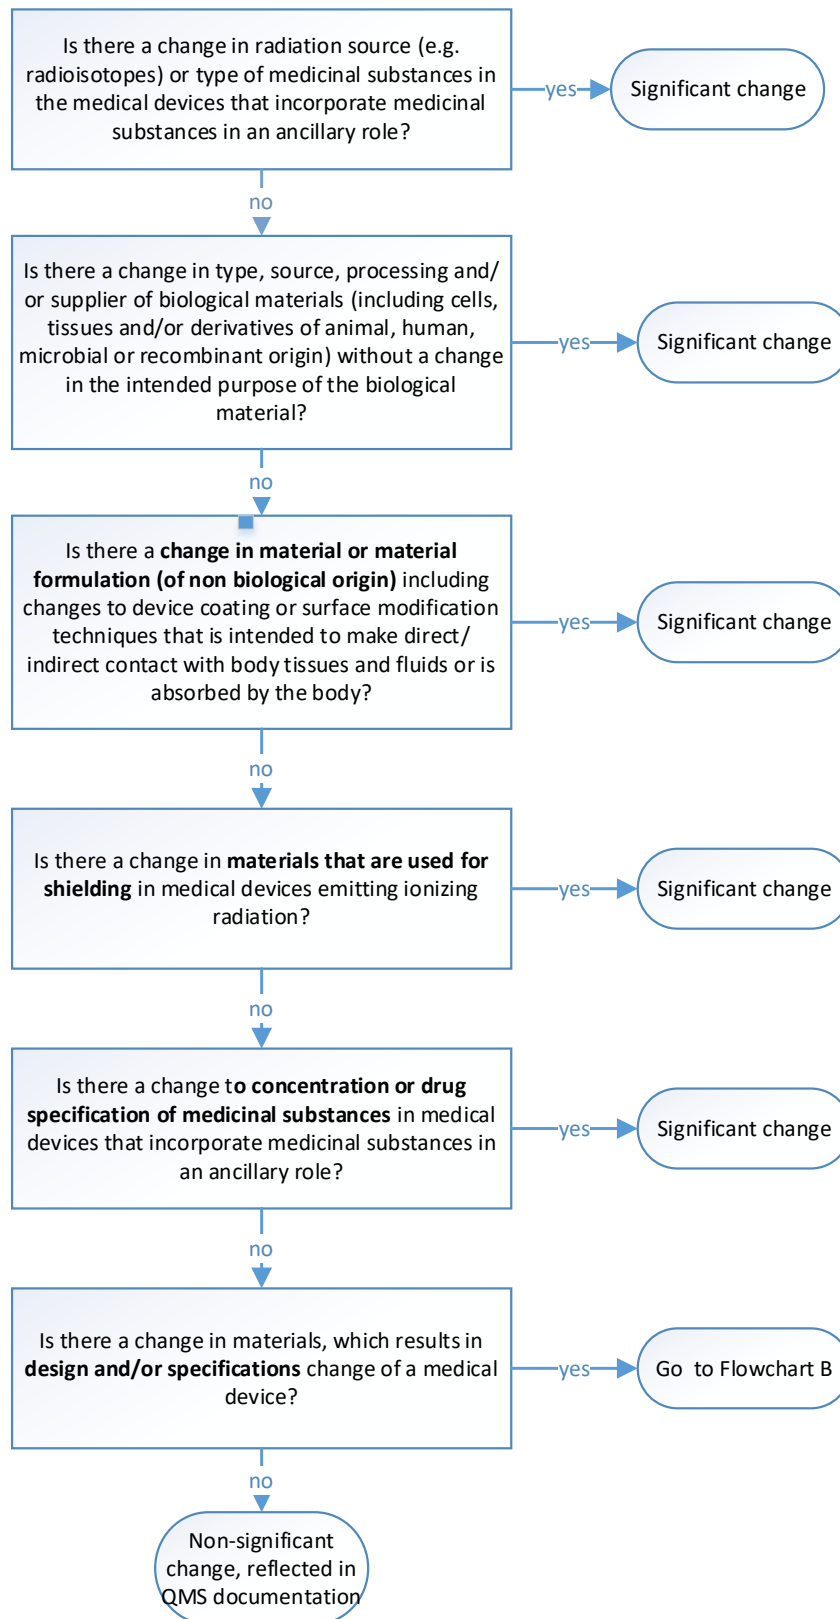 Is there a change in radiation source (e.g.
radioisotopes) or type of medicinal substances in
the medical devices that incorporate medicinal
substances in an ancillary role?
yes
Significant change
no
Is there a change in type, source, processing and/
or supplier of biological materials (including cells,
tissues and/or derivatives of animal, human,
microbial or recombinant origin) without a change
in the intended purpose of the biological
material?
yes
Significant change
no
Is there a change in material or material
formulation (of non biological origin) including
changes to device coating or surface modification
techniques that is intended to make direct/
indirect contact with body tissues and fluids or is
absorbed by the body?
yes
Significant change
no
Is there a change in materials that are used for
shielding in medical devices emitting ionizing
radiation?
yes
Significant change
no
Is there a change to concentration or drug
specification of medicinal substances in medical
devices that incorporate medicinal substances in
an ancillary role?
yes
Significant change
no
Is there a change in materials, which results in
design and/or specifications change of a medical
device?
yes
Go to Flowchart B
no
Non-significant
change, reflected in
QMS documentation